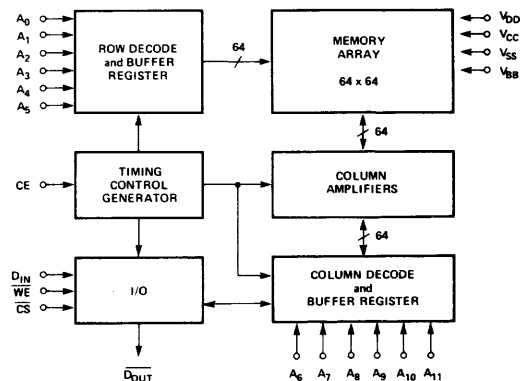 A0
A1
A2
A3
A4
A5
ROW DECODE
and BUFFER
REGISTER
64
MEMORY
ARRAY
64 x 64
VDD
VCC
VSS
VBB
64
CE
TIMING
CONTROL
GENERATOR
COLUMN
AMPLIFIERS
64
DIN
WE
CS
I/O
COLUMN DECODE
and
BUFFER REGISTER
DOUT
A6
A7
A8
A9
A10
A11